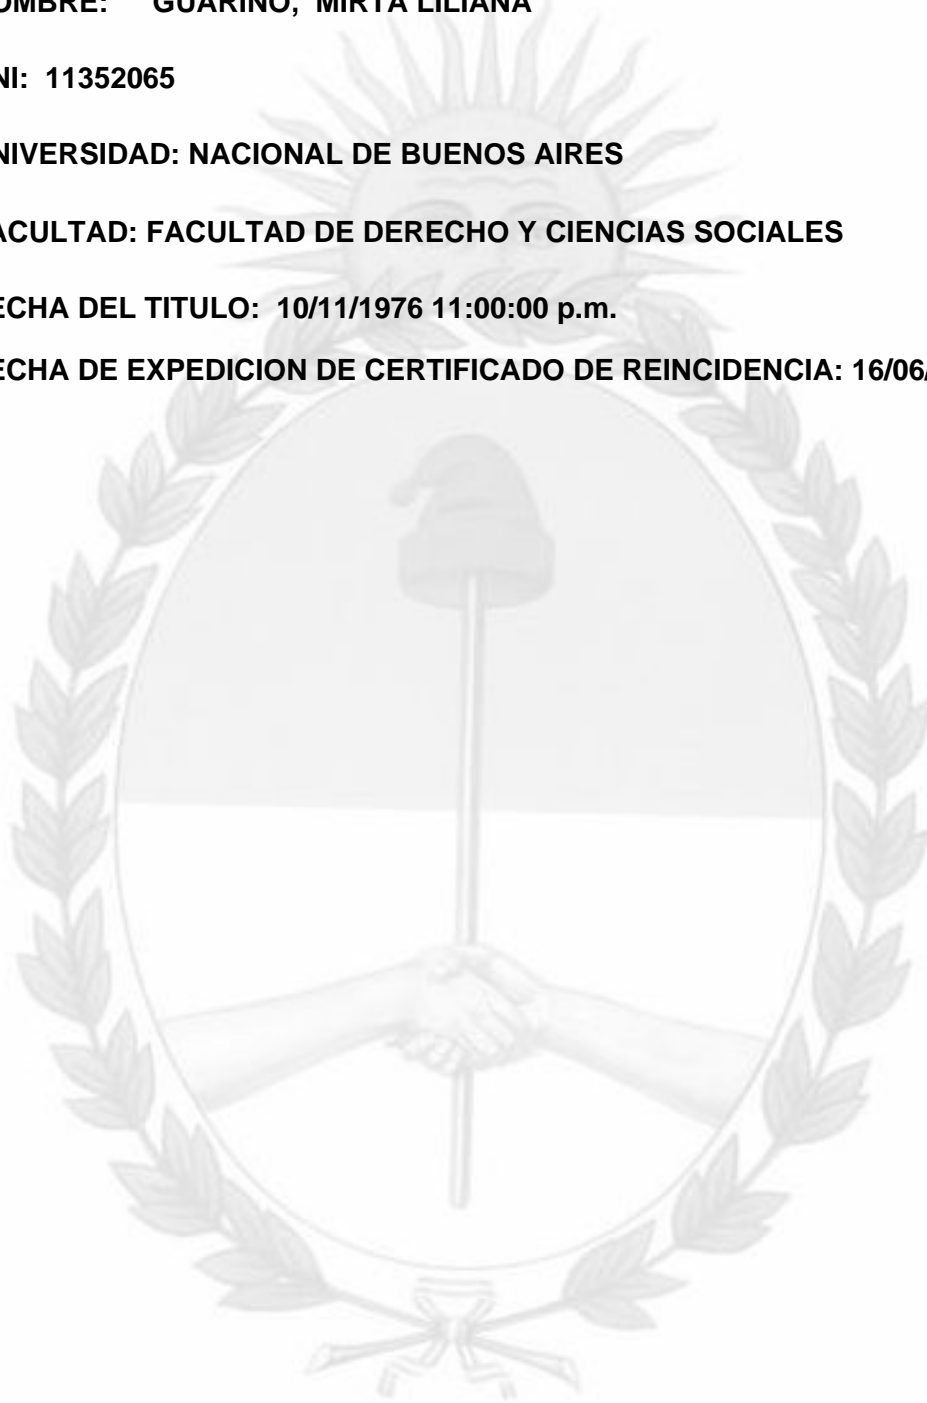 OMBRE: GUARINO, MIRTA LILIANA
NI: 11352065
NIVERSIDAD: NACIONAL DE BUENOS AIRES
ACULTAD: FACULTAD DE DERECHO Y CIENCIAS SOCIALES
ECHA DEL TITULO: 10/11/1976 11:00:00 p.m.
ECHA DE EXPEDICION DE CERTIFICADO DE REINCIDENCIA: 16/06/